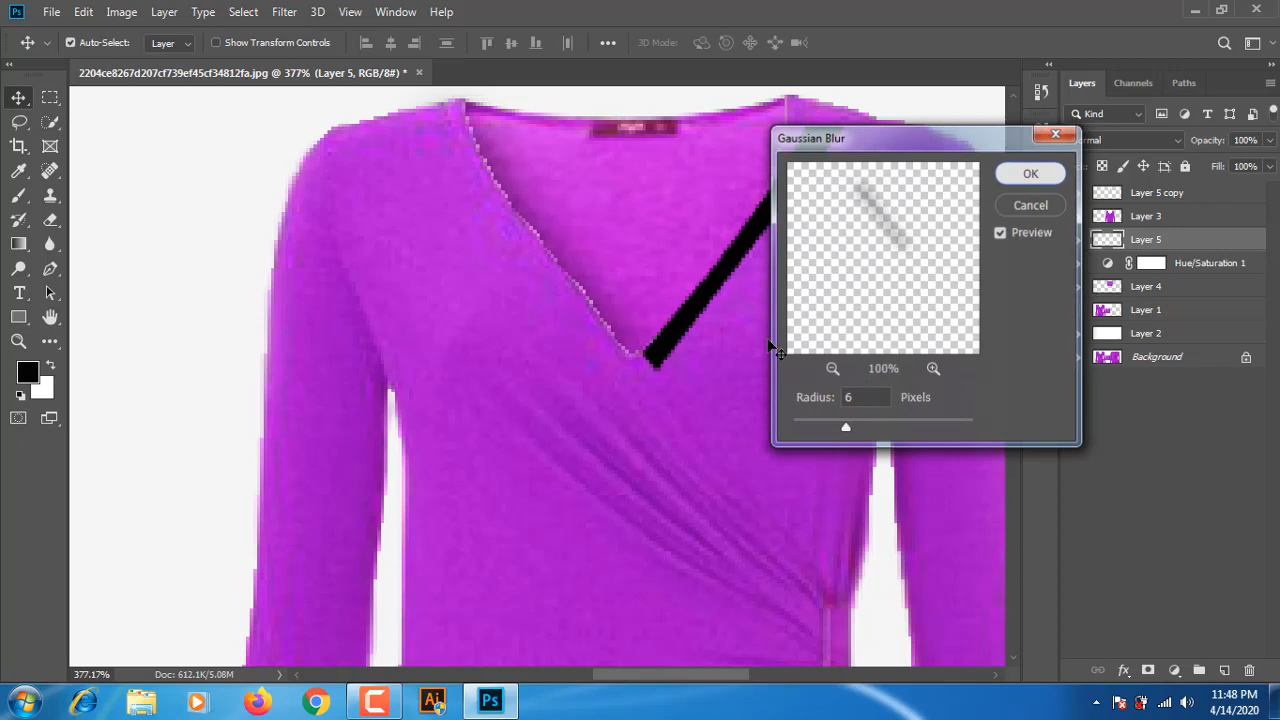 Ps File Edit Image Layer Type Select Filter 3D View Window Help
Auto-Select: Layer Show Transform Controls 3D Mode:
2204ce8267d207cf739ef45cf34812fa.jpg @ 377% (Layer 5, RGB/8#) *
Layers Channels Paths
Kind
Gaussian Blur
Opacity: 100%
Fill: 100%
OK
Cancel
Preview
100%
Radius: 6 Pixels
Layer 5 copy
Layer 3
Layer 5
Hue/Saturation 1
Layer 4
Layer 1
Layer 2
Background
377.17% Doc: 612.1K/5.08M
Ai Ps
11:48 PM
4/14/2020